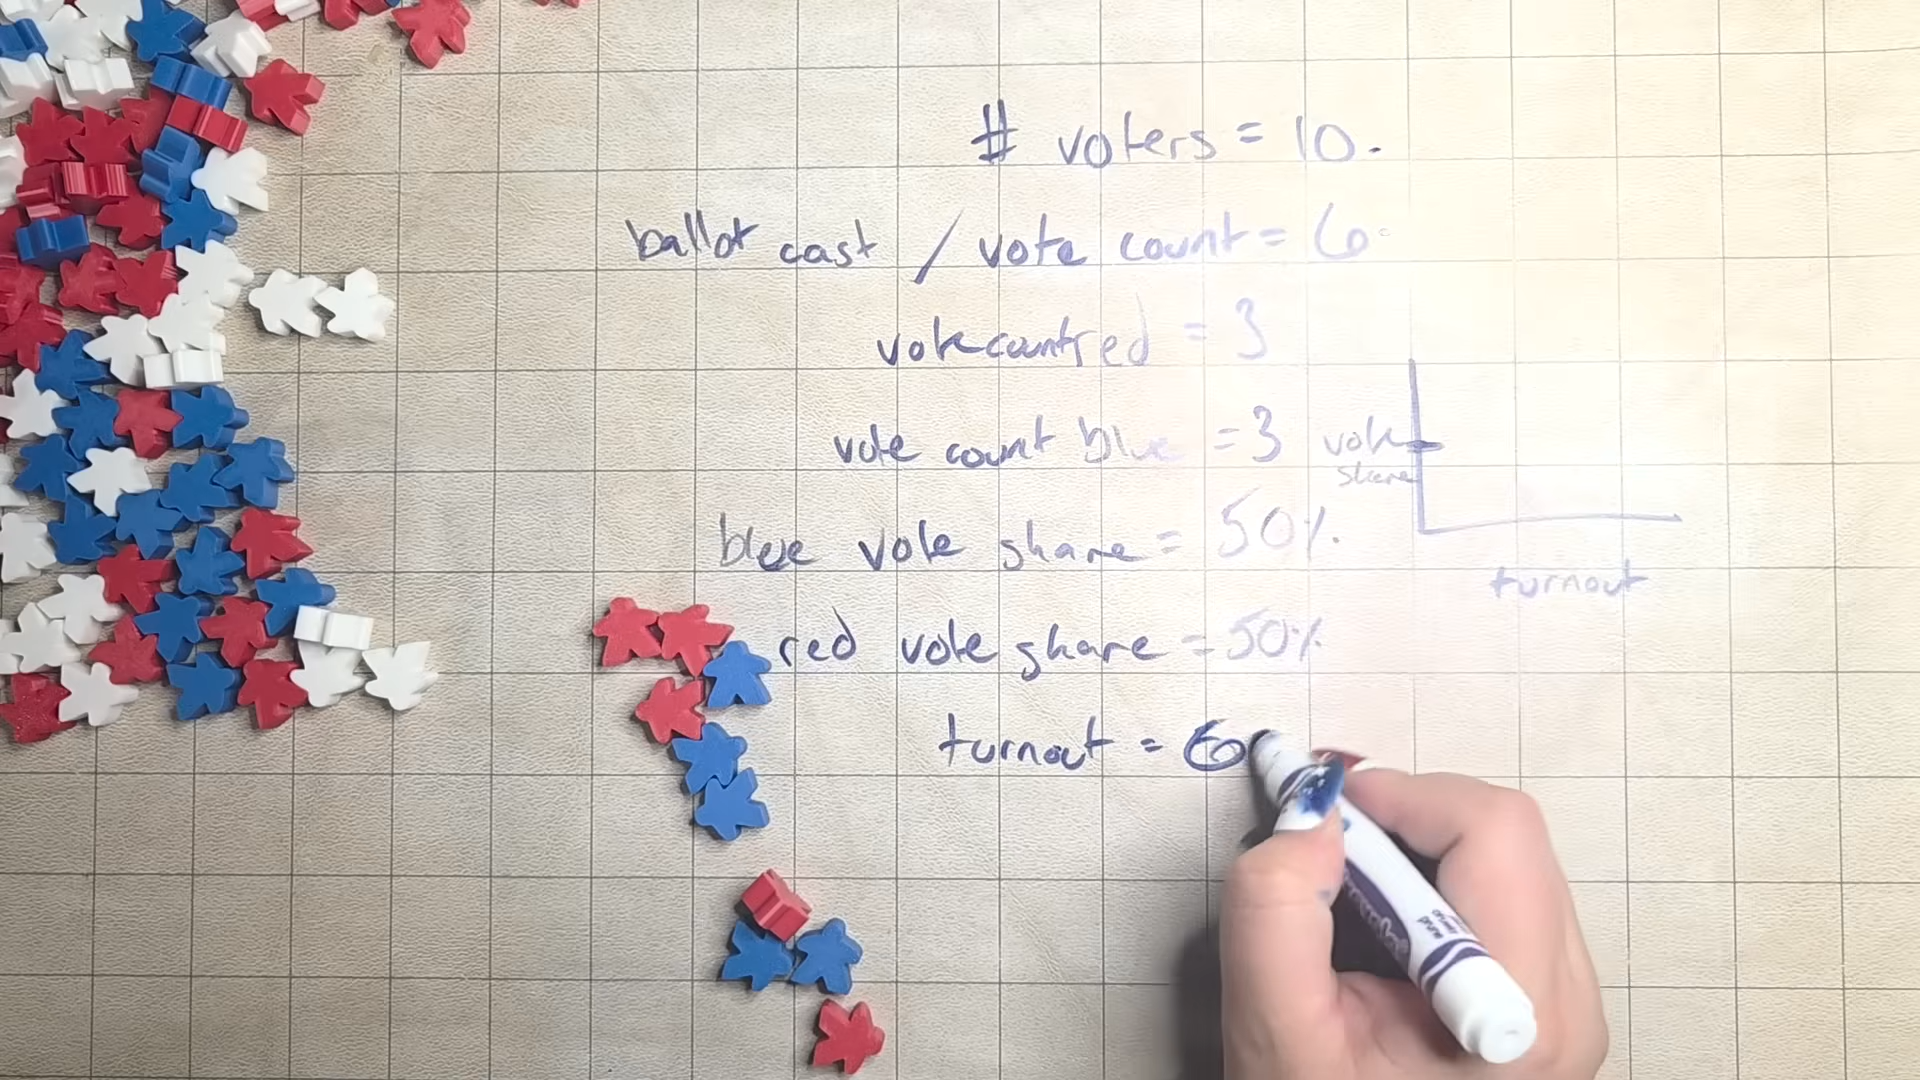 # voters = 10.
ballot cast / vote count = 6
vote count red = 3
vote count blue = 3
vote
share
blue vote share = 50%
turnout
red vote share = 50%
turnout = 6